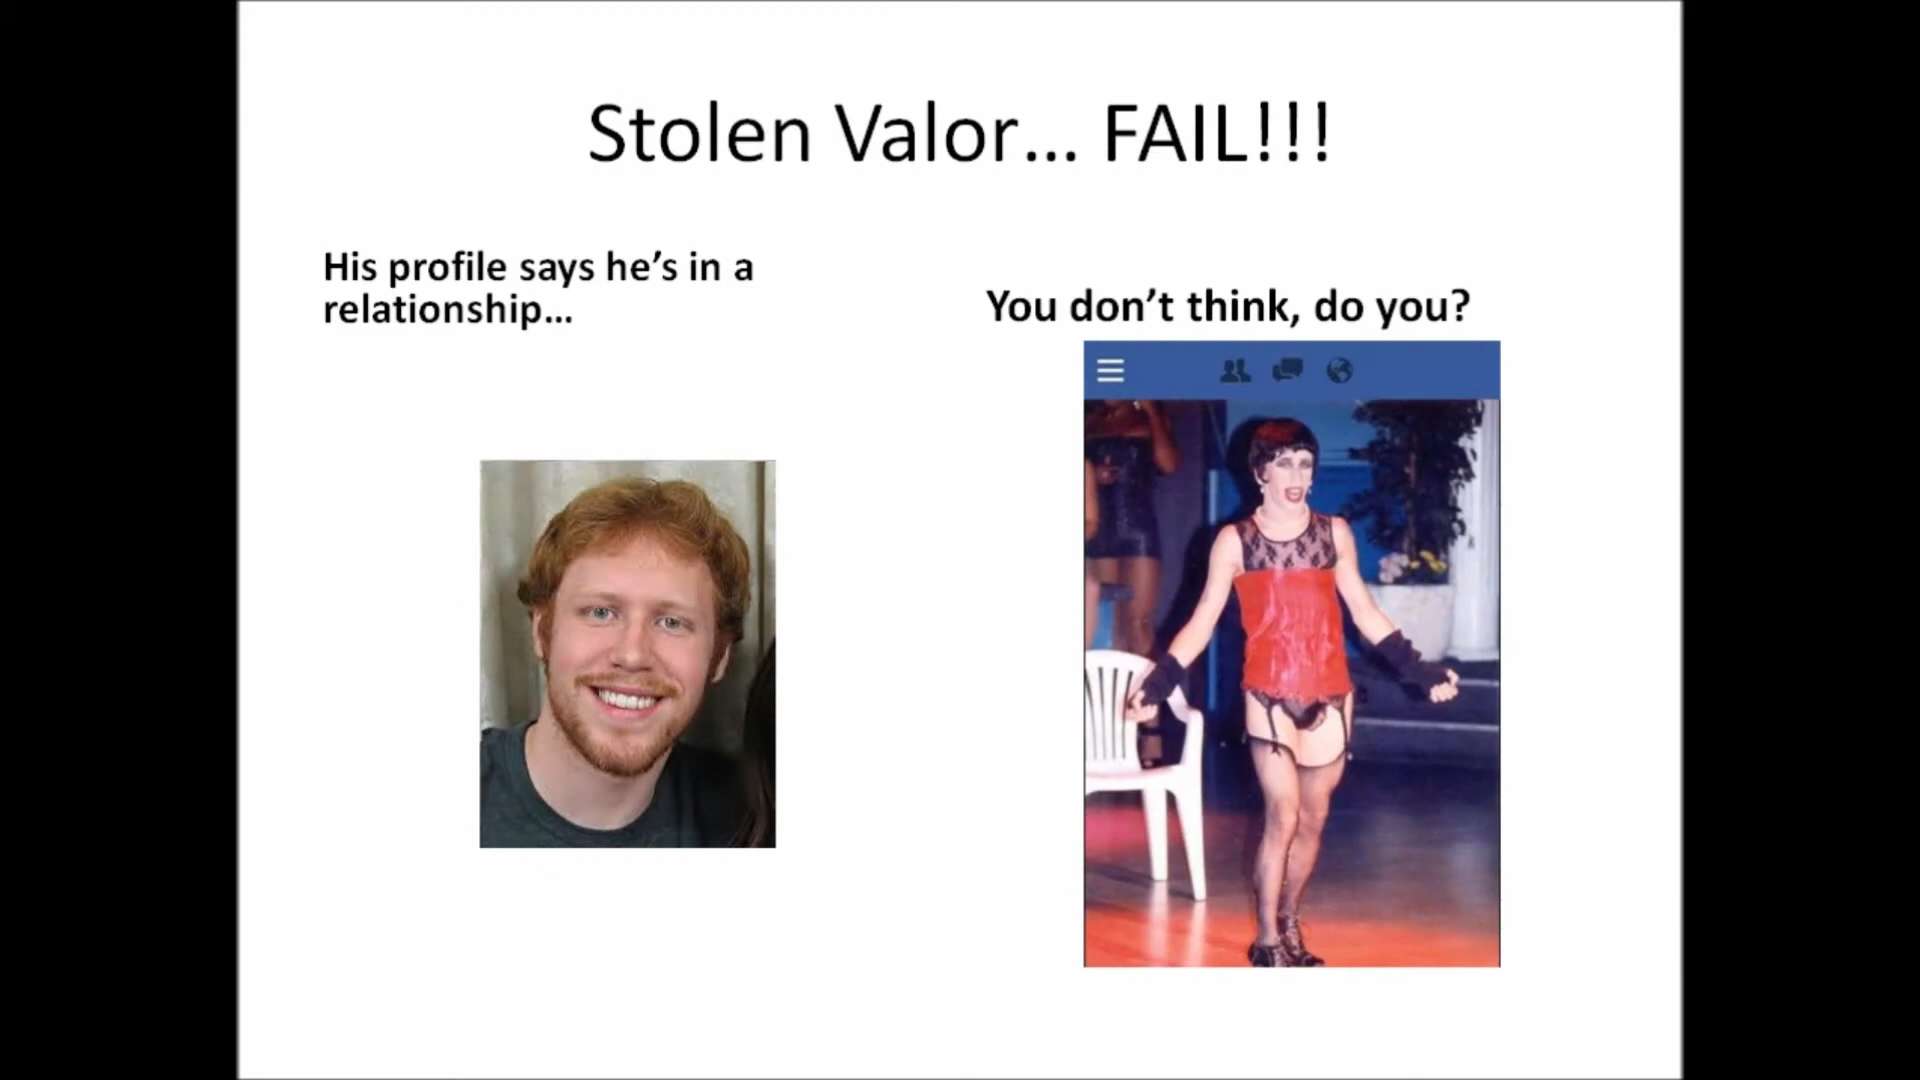 Stolen Valor... FAIL!!!
His profile says he's in a
relationship...
You don't think, do you?